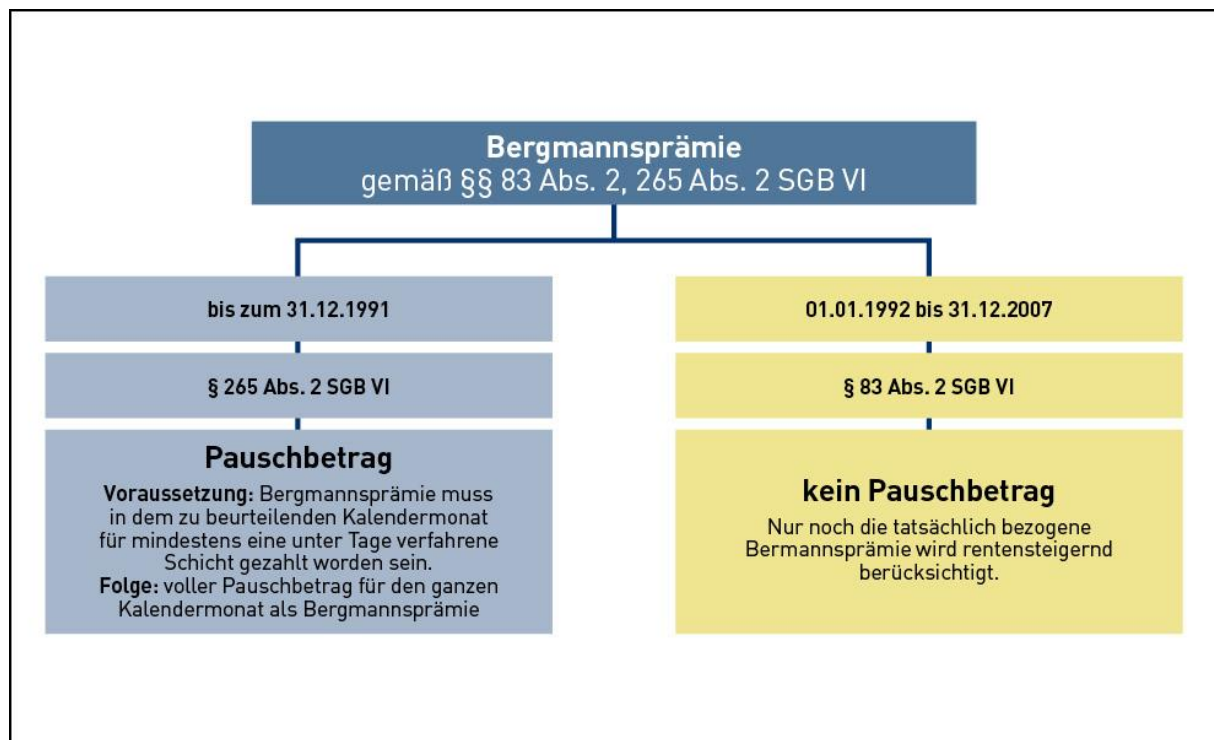 Bergmannsprämie
gemäß §§ 83 Abs. 2, 265 Abs. 2 SGB VI
bis zum 31.12.1991
§ 265 Abs. 2 SGB VI
Pauschbetrag
Voraussetzung: Bergmannsprämie muss
in dem zu beurteilenden Kalendermonat
für mindestens eine unter Tage verfahrene
Schicht gezahlt worden sein.
Folge: voller Pauschbetrag für den ganzen
Kalendermonat als Bergmannsprämie
01.01.1992 bis 31.12.2007
§ 83 Abs. 2 SGB VI
kein Pauschbetrag
Nur noch die tatsächlich bezogene
Bermannsprämie wird rentensteigernd
berücksichtigt.